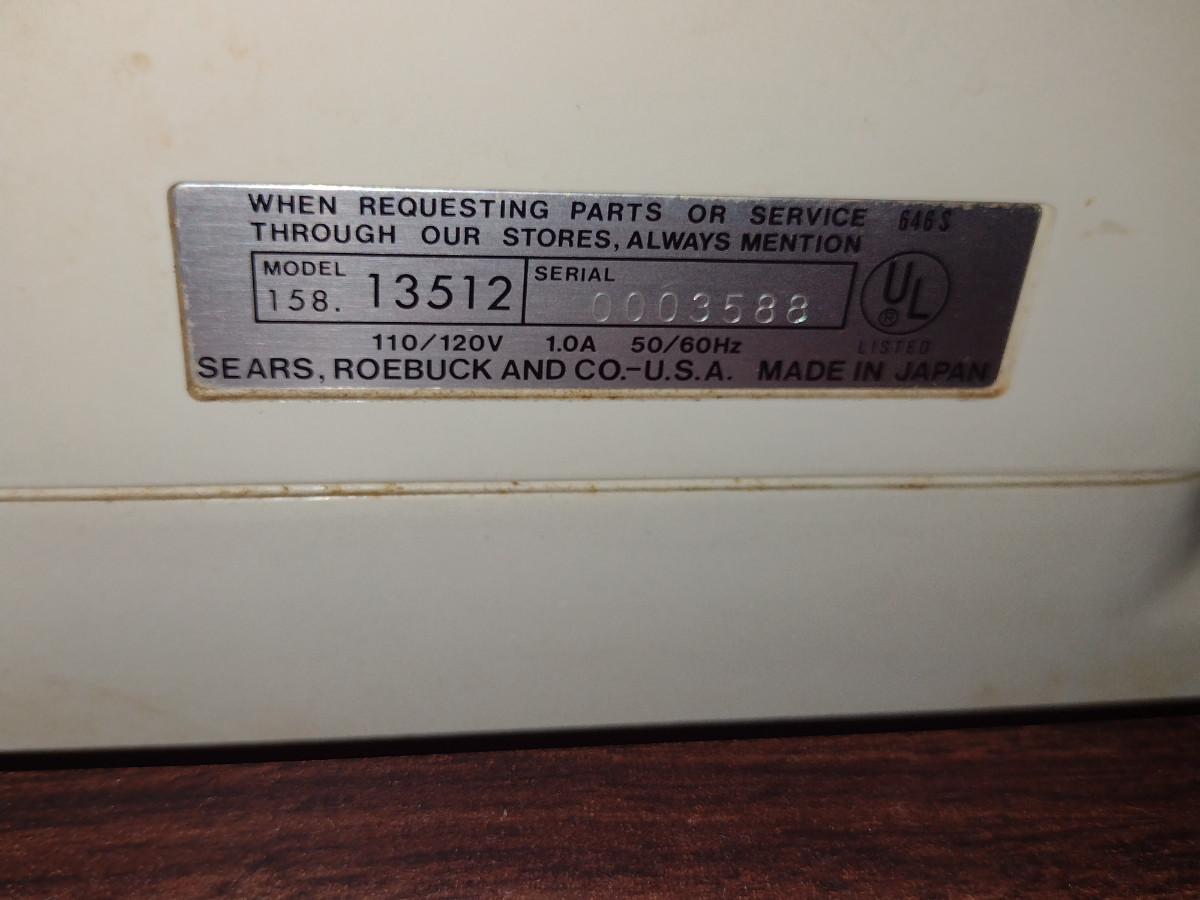 WHEN REQUESTING PARTS OR SERVICE 646 S
THROUGH OUR STORES, ALWAYS MENTION
MODEL SERIAL
158. 13512 0003588
UL
®
110/120V 1.0A 50/60Hz LISTED
SEARS, ROEBUCK AND CO.-U.S.A. MADE IN JAPAN